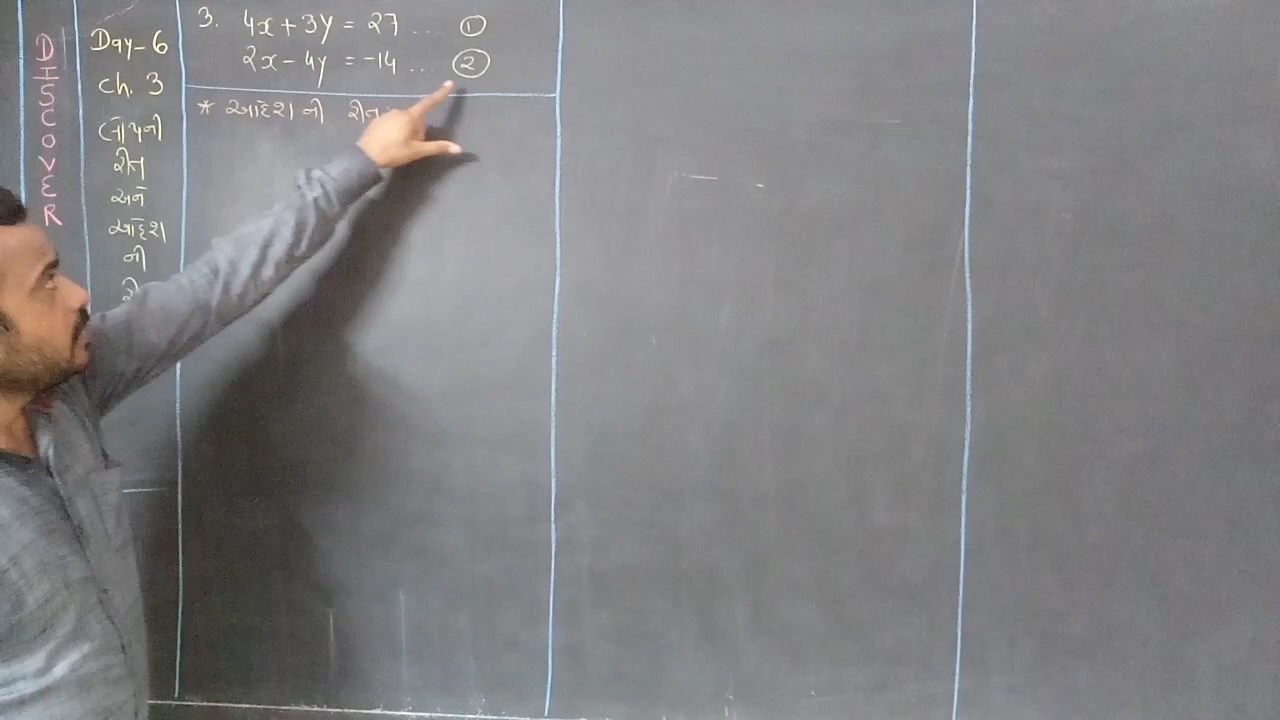 DISCOVER
Day-6
Ch. 3
લોપની
રીત
અને
આદેશ
ની
3. 4x + 3y = 27 ... ①
2x - 4y = -14 ... ②
* આદેશ ની રીત